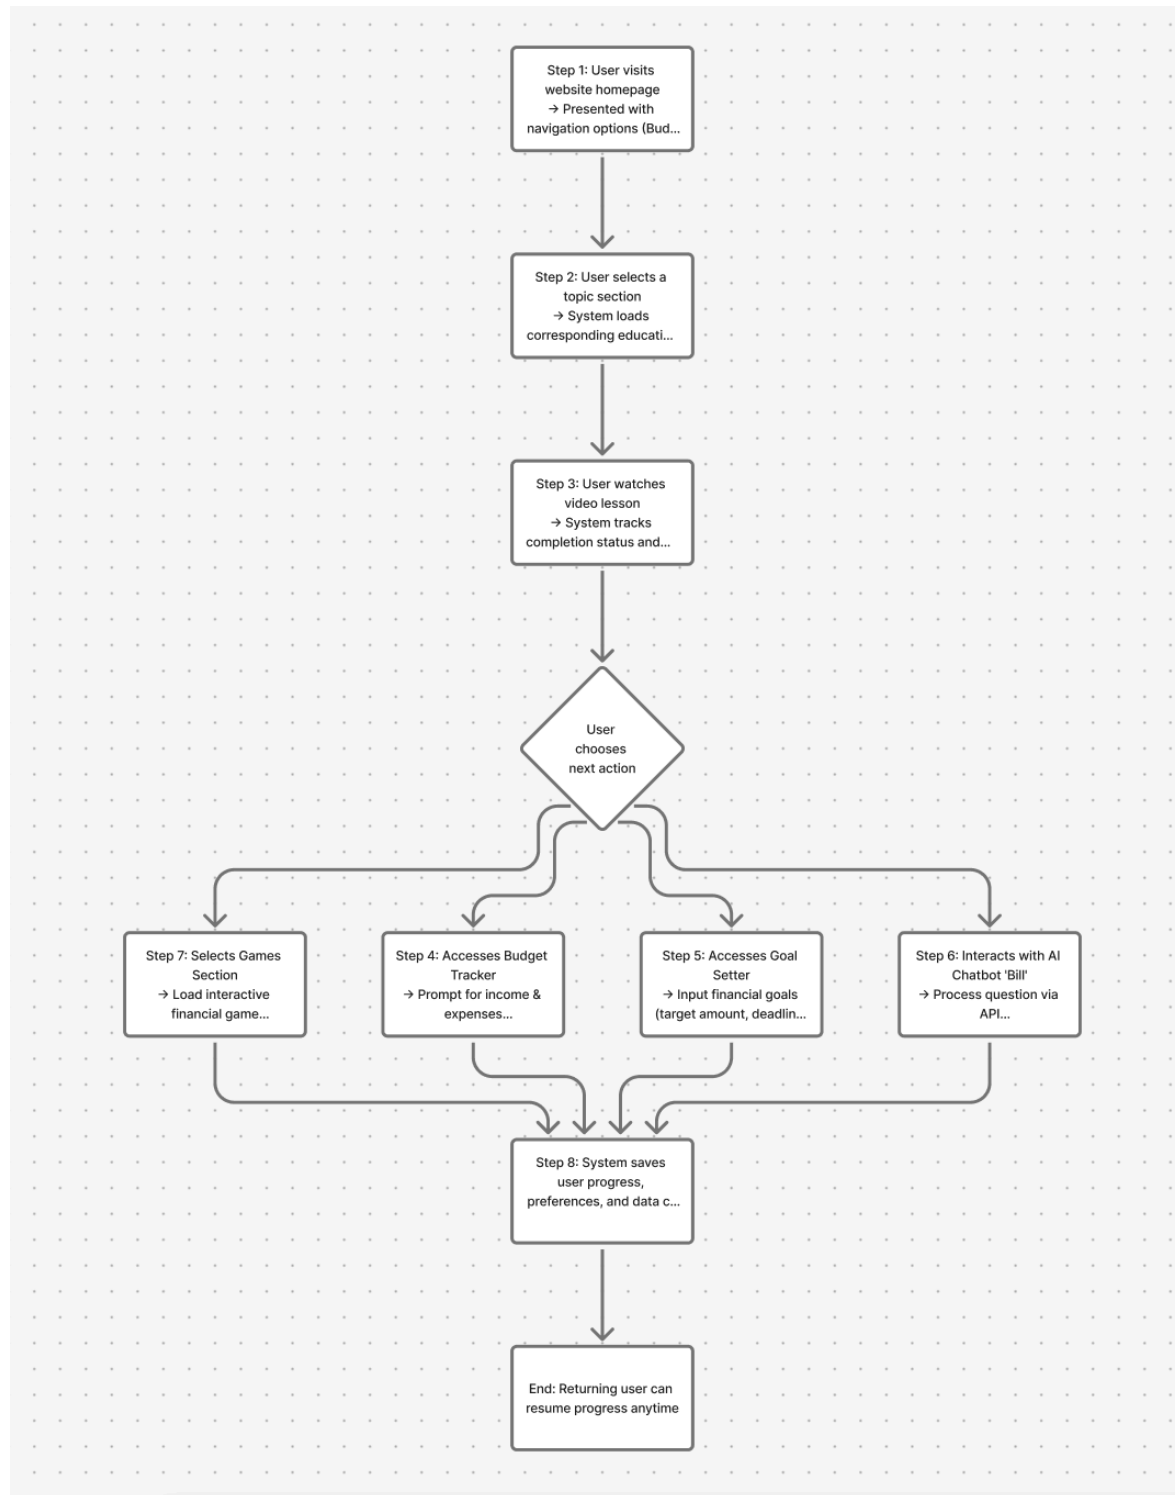 Step 1: User visits
website homepage
→ Presented with
navigation options (Bud...
Step 2: User selects a
topic section
→ System loads
corresponding educati...
Step 3: User watches
video lesson
→ System tracks
completion status and...
User
chooses
next action
Step 7: Selects Games
Section
→ Load interactive
financial game...
Step 4: Accesses Budget
Tracker
→ Prompt for income &
expenses...
Step 5: Accesses Goal
Setter
→ Input financial goals
(target amount, deadlin...
Step 6: Interacts with AI
Chatbot 'Bill'
→ Process question via
API...
Step 8: System saves
user progress,
preferences, and data c...
End: Returning user can
resume progress anytime